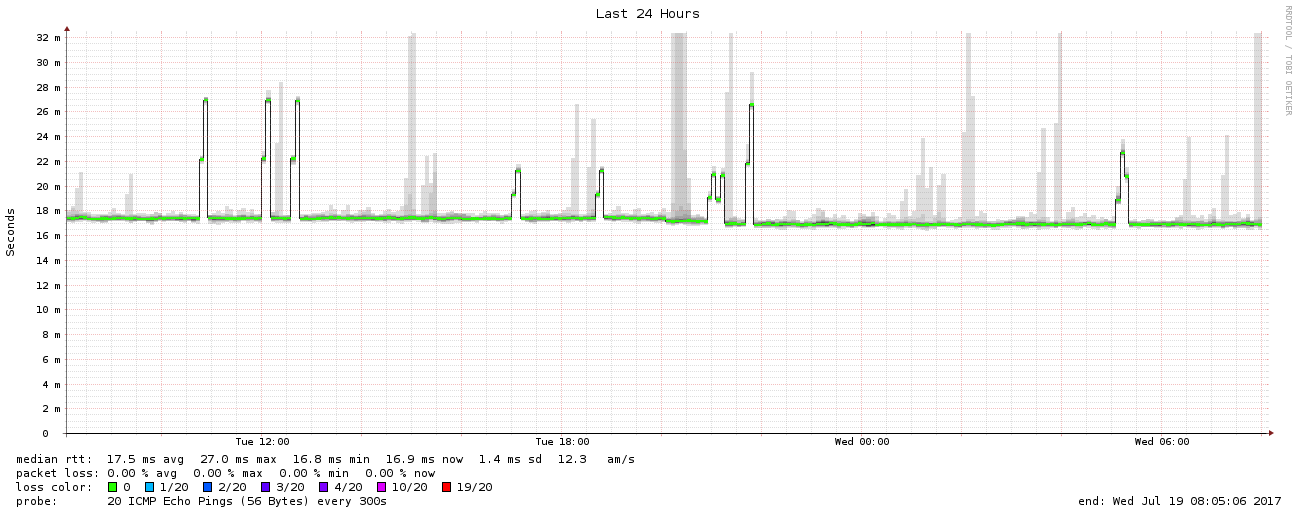 Last 24 Hours
RRDTOOL / TOBI OETIKER
Seconds
32 m
30 m
28 m
26 m
24 m
22 m
20 m
18 m
16 m
14 m
12 m
10 m
8 m
6 m
4 m
2 m
0
Tue 12:00 Tue 18:00 Wed 00:00 Wed 06:00
median rtt: 17.5 ms avg 27.0 ms max 16.8 ms min 16.9 ms now 1.4 ms sd 12.3 am/s
packet loss: 0.00 % avg 0.00 % max 0.00 % min 0.00 % now
loss color: 0 1/20 2/20 3/20 4/20 10/20 19/20
probe: 20 ICMP Echo Pings (56 Bytes) every 300s end: Wed Jul 19 08:05:06 2017